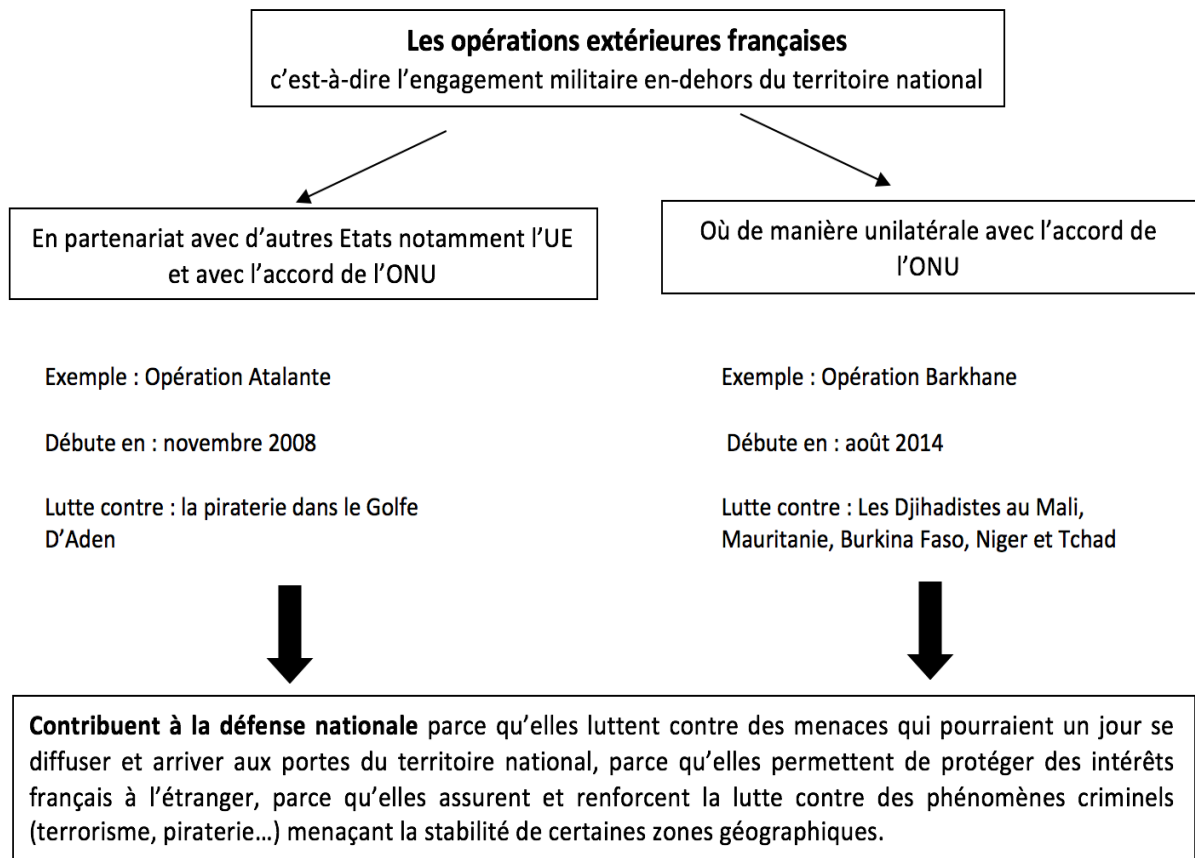 Les opérations extérieures françaises
c'est-à-dire l'engagement militaire en-dehors du territoire national
En partenariat avec d'autres Etats notamment l'UE
et avec l'accord de l'ONU
Où de manière unilatérale avec l'accord de
l'ONU
Exemple : Opération Atalante
Débute en : novembre 2008
Lutte contre : la piraterie dans le Golfe
D'Aden
Exemple : Opération Barkhane
Débute en : août 2014
Lutte contre : Les Djihadistes au Mali,
Mauritanie, Burkina Faso, Niger et Tchad
Contribuent à la défense nationale parce qu'elles luttent contre des menaces qui pourraient un jour se
diffuser et arriver aux portes du territoire national, parce qu'elles permettent de protéger des intérêts
français à l'étranger, parce qu'elles assurent et renforcent la lutte contre des phénomènes criminels
(terrorisme, piraterie…) menaçant la stabilité de certaines zones géographiques.